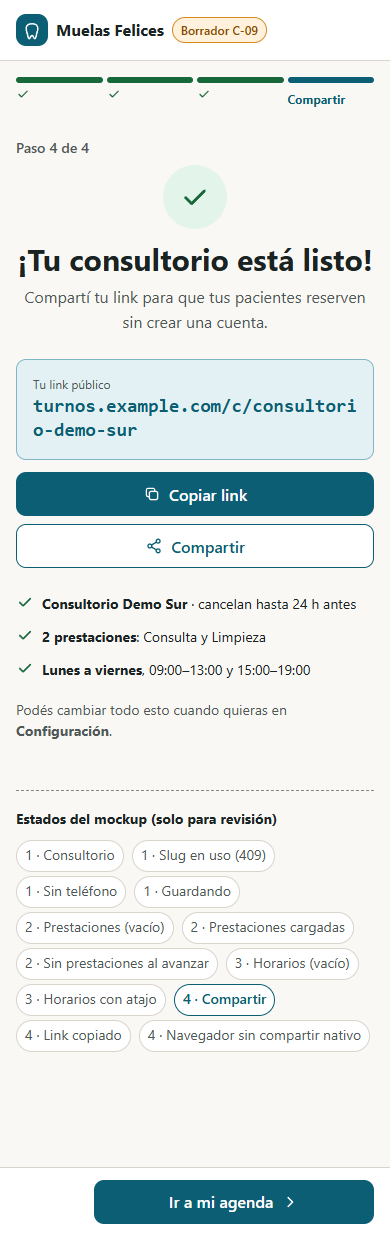 Muelas Felices
Borrador C-09
Compartir
Paso 4 de 4
¡Tu consultorio está listo!
Compartí tu link para que tus pacientes reserven
sin crear una cuenta.
Tu link público
turnos.example.com/c/consultori
o-demo-sur
Copiar link
Compartir
Consultorio Demo Sur · cancelan hasta 24 h antes
2 prestaciones: Consulta y Limpieza
Lunes a viernes, 09:00–13:00 y 15:00–19:00
Podés cambiar todo esto cuando quieras en
Configuración.
Estados del mockup (solo para revisión)
1 · Consultorio
1 · Slug en uso (409)
1 · Sin teléfono
1 · Guardando
2 · Prestaciones (vacío)
2 · Prestaciones cargadas
2 · Sin prestaciones al avanzar
3 · Horarios (vacío)
3 · Horarios con atajo
4 · Compartir
4 · Link copiado
4 · Navegador sin compartir nativo
Ir a mi agenda